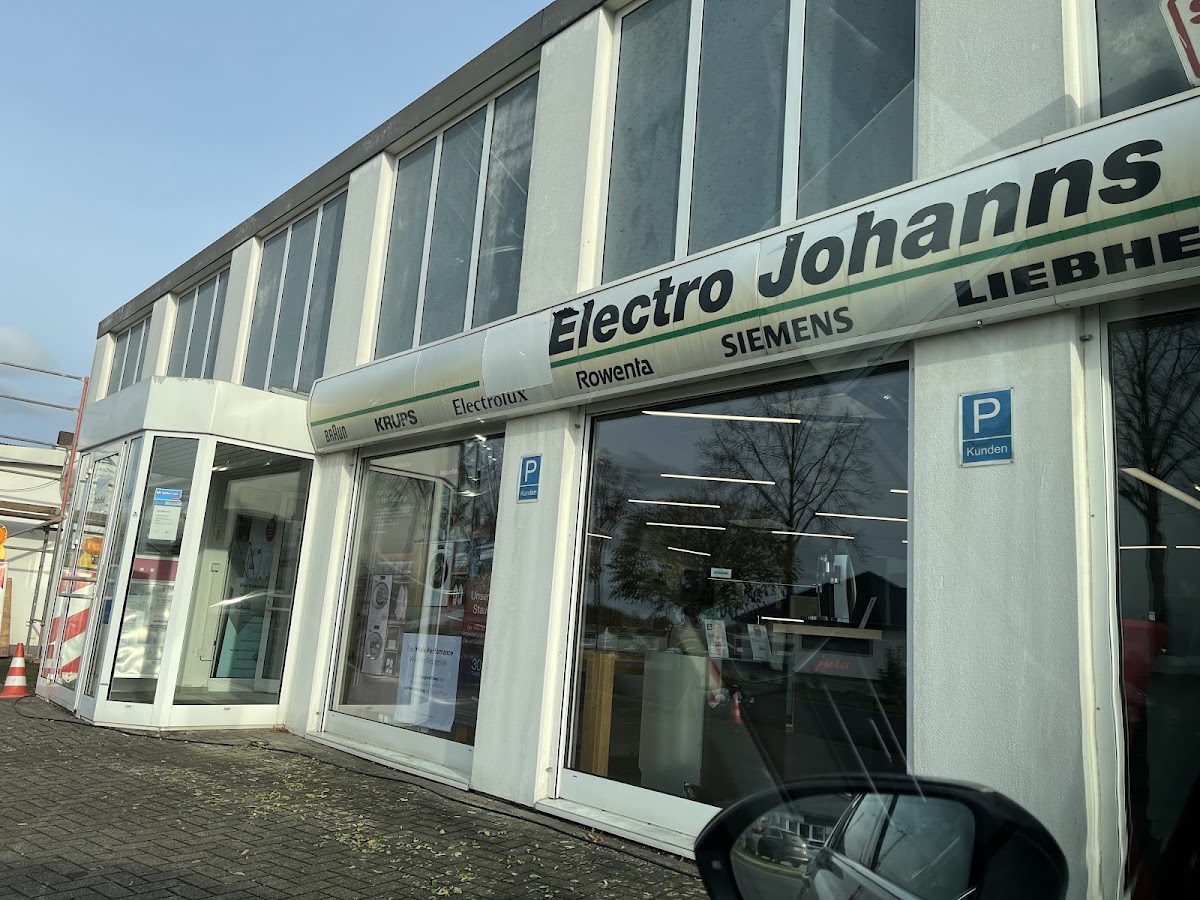 Electro Johanns
BRAUN
KRUPS
Electrolux
Rowenta
SIEMENS
LIEBHE
P
Kunden
P
Kunden
jura